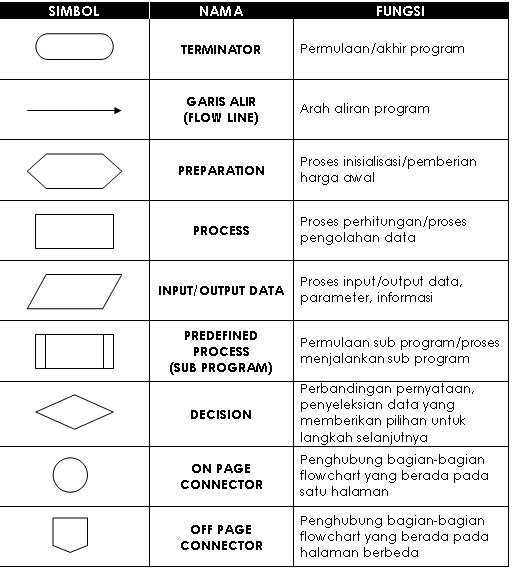 SIMBOL NAMA FUNGSI
TERMINATOR Permulaan/akhir program
GARIS ALIR
(FLOW LINE)
Arah aliran program
PREPARATION
Proses inisialisasi/pemberian
harga awal
PROCESS
Proses perhitungan/proses
pengolahan data
INPUT/OUTPUT DATA
Proses input/output data,
parameter, informasi
PREDEFINED
PROCESS
(SUB PROGRAM)
Permulaan sub program/proses
menjalankan sub program
DECISION
Perbandingan pernyataan,
penyeleksian data yang
memberikan pilihan untuk
langkah selanjutnya
ON PAGE
CONNECTOR
Penghubung bagian-bagian
flowchart yang berada pada
satu halaman
OFF PAGE
CONNECTOR
Penghubung bagian-bagian
flowchart yang berada pada
halaman berbeda